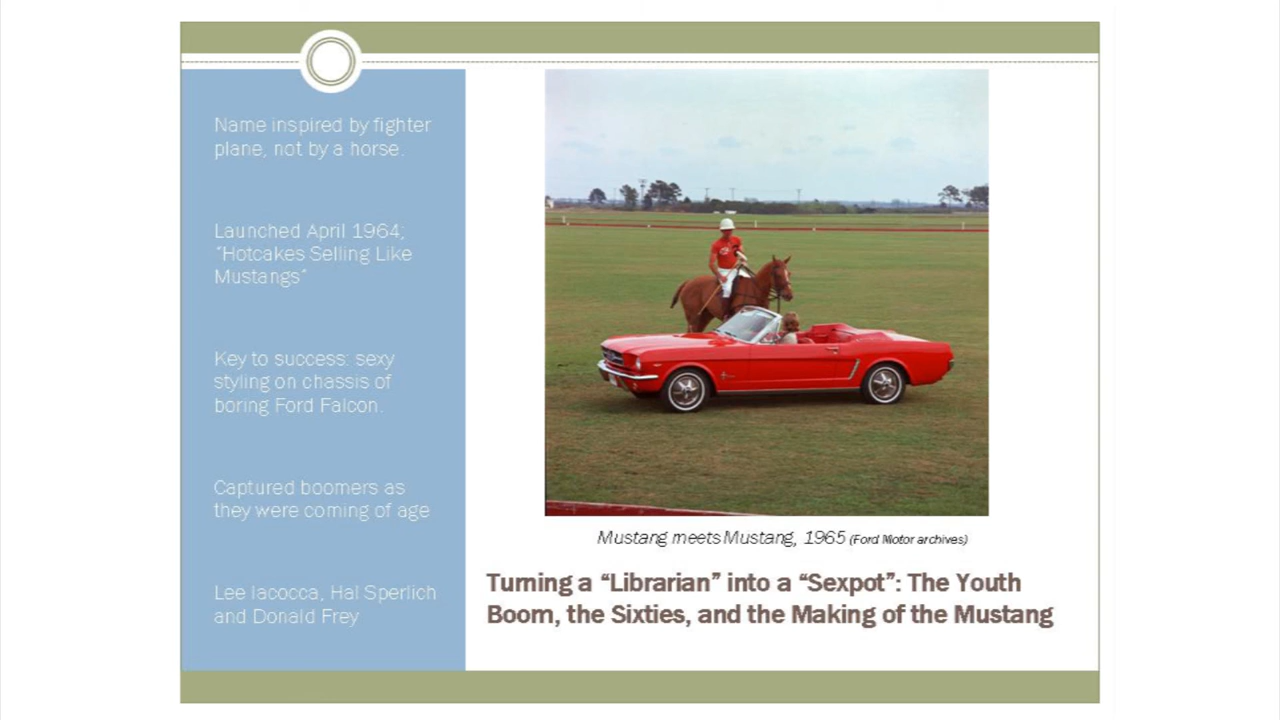 Name inspired by fighter
plane, not by a horse.
Launched April 1964;
"Hotcakes Selling Like
Mustangs"
Key to success: sexy
styling on chassis of
boring Ford Falcon.
Captured boomers as
they were coming of age
Lee Iacocca, Hal Sperlich
and Donald Frey
Mustang meets Mustang, 1965 (Ford Motor archives)
Turning a “Librarian” into a “Sexpot”: The Youth
Boom, the Sixties, and the Making of the Mustang